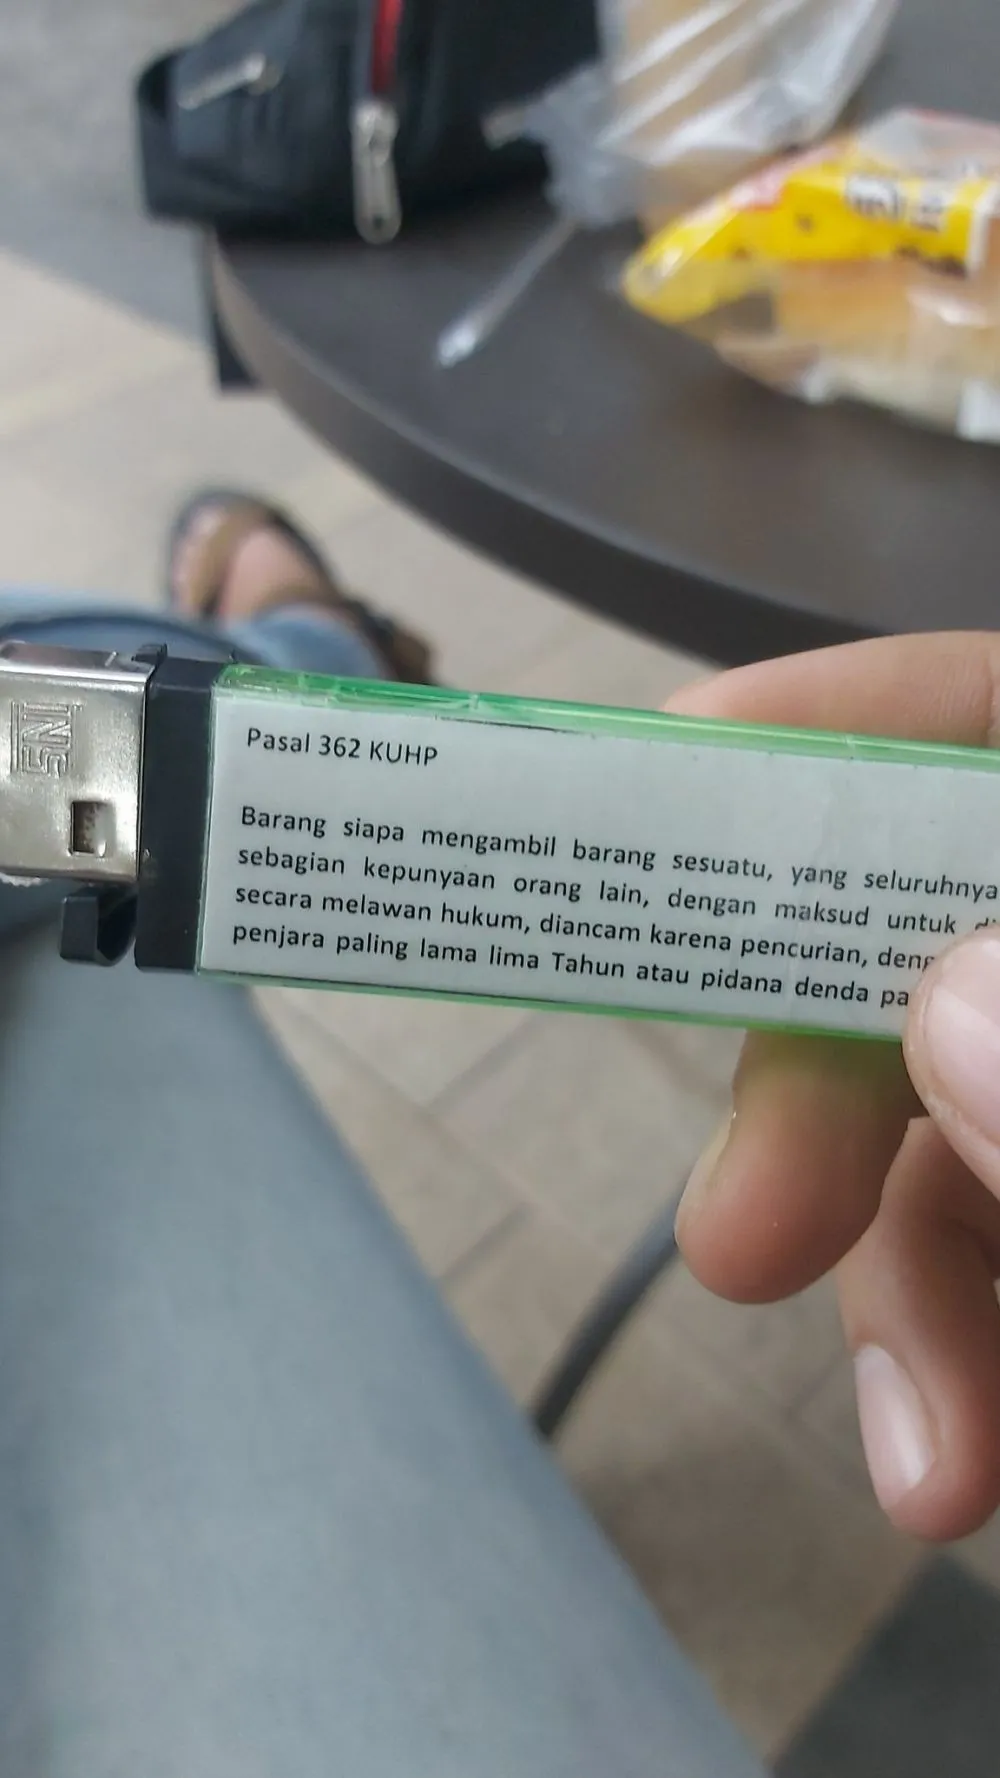 SNI
Pasal 362 KUHP
Barang siapa mengambil barang sesuatu, yang seluruhnya
sebagian kepunyaan orang lain, dengan maksud untuk
secara melawan hukum, diancam karena pencurian,
penjara paling lama lima Tahun atau pidana denda